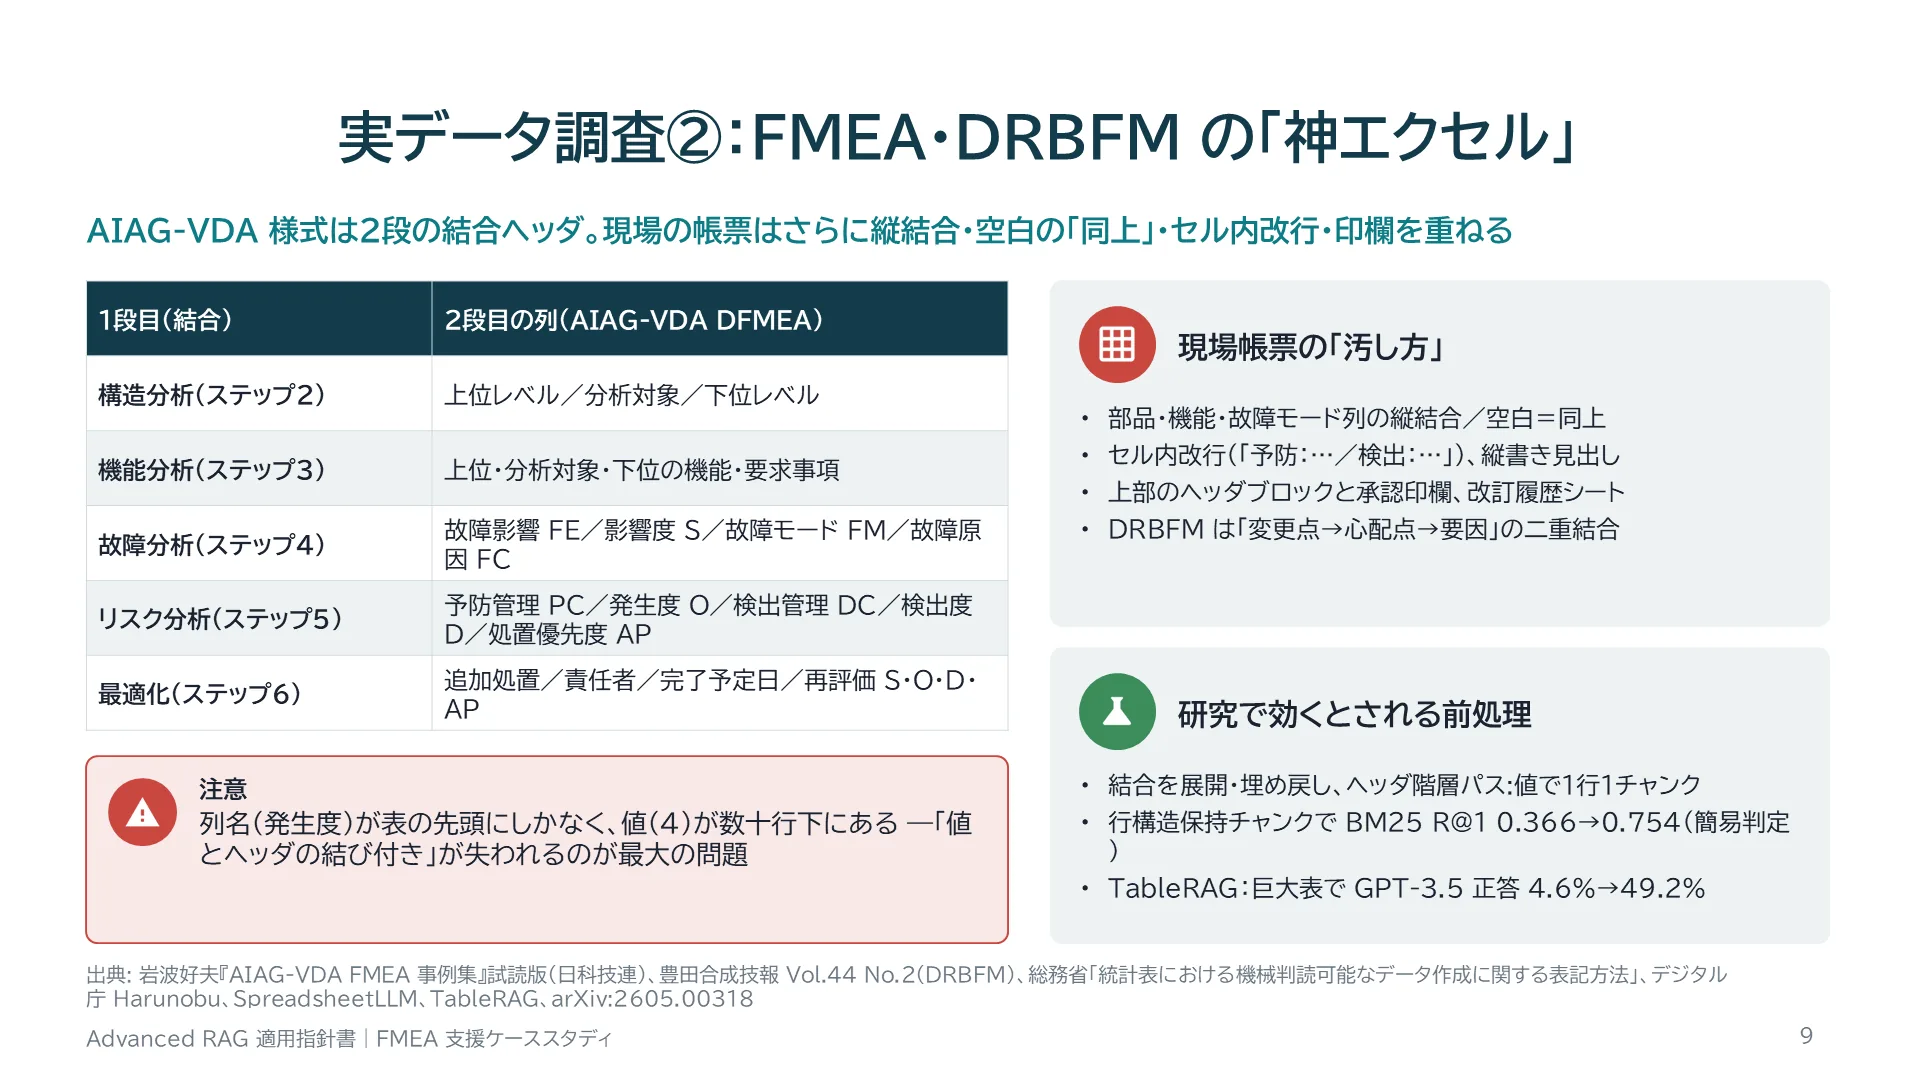 実データ調査②：FMEA・DRBFM の「神エクセル」
AIAG-VDA 様式は2段の結合ヘッダ。現場の帳票はさらに縦結合・空白の「同上」・セル内改行・印欄を重ねる
1段目（結合）
2段目の列（AIAG-VDA DFMEA）
構造分析（ステップ2）
上位レベル／分析対象／下位レベル
機能分析（ステップ3）
上位・分析対象・下位の機能・要求事項
故障分析（ステップ4）
故障影響 FE／影響度 S／故障モード FM／故障原
因 FC
リスク分析（ステップ5）
予防管理 PC／発生度 O／検出管理 DC／検出度
D／処置優先度 AP
最適化（ステップ6）
追加処置／責任者／完了予定日／再評価 S・O・D・
AP
注意
列名（発生度）が表の先頭にしかなく、値（4）が数十行下にある ―「値
とヘッダの結び付き」が失われるのが最大の問題
現場帳票の「汚し方」
• 部品・機能・故障モード列の縦結合／空白＝同上
• セル内改行（「予防：…／検出：…」）、縦書き見出し
• 上部のヘッダブロックと承認印欄、改訂履歴シート
• DRBFM は「変更点→心配点→要因」の二重結合
研究で効くとされる前処理
• 結合を展開・埋め戻し、ヘッダ階層パス:値で1行1チャンク
• 行構造保持チャンクで BM25 R@1 0.366→0.754（簡易判定
）
• TableRAG：巨大表で GPT-3.5 正答 4.6%→49.2%
出典: 岩波好夫『AIAG-VDA FMEA 事例集』試読版（日科技連）、豊田合成技報 Vol.44 No.2（DRBFM）、総務省「統計表における機械判読可能なデータ作成に関する表記方法」、デジタル
庁 Harunobu、SpreadsheetLLM、TableRAG、arXiv:2605.00318
Advanced RAG 適用指針書｜FMEA 支援ケーススタディ
9